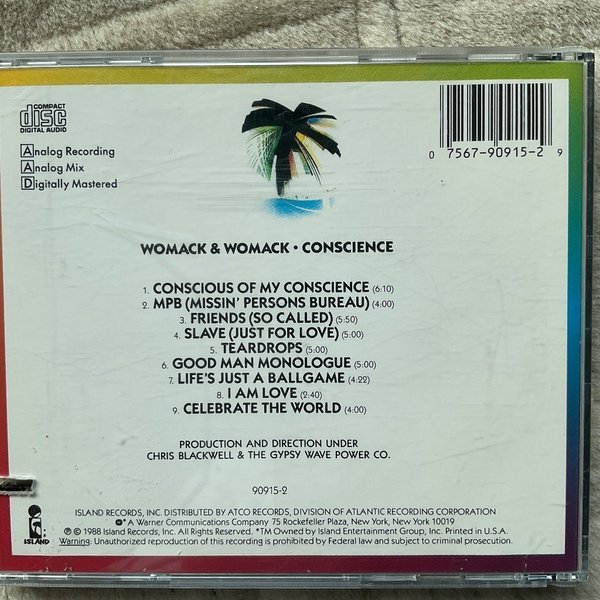 COMPACT
disc
DIGITAL AUDIO
Analog Recording
Analog Mix
Digitally Mastered
0 7567-90915-2 9
WOMACK & WOMACK • CONSCIENCE
1. CONSCIOUS OF MY CONSCIENCE (6:10)
2. MPB (MISSIN' PERSONS BUREAU) (4:00)
3. FRIENDS (SO CALLED) (5:50)
4. SLAVE (JUST FOR LOVE) (5:00)
5. TEARDROPS (5:00)
6. GOOD MAN MONOLOGUE (5:00)
7. LIFE'S JUST A BALLGAME (4:22)
8. I AM LOVE (2:40)
9. CELEBRATE THE WORLD (4:00)
PRODUCTION AND DIRECTION UNDER
CHRIS BLACKWELL & THE GYPSY WAVE POWER CO.
90915-2
ISLAND
ISLAND RECORDS, INC. DISTRIBUTED BY ATCO RECORDS, DIVISION OF ATLANTIC RECORDING CORPORATION
* A Warner Communications Company 75 Rockefeller Plaza, New York, New York 10019
℗ © 1988 Island Records, Inc. All Rights Reserved. *TM Owned by Island Entertainment Group, Inc. Printed in U.S.A.
Warning: Unauthorized reproduction of this recording is prohibited by Federal law and subject to criminal prosecution.